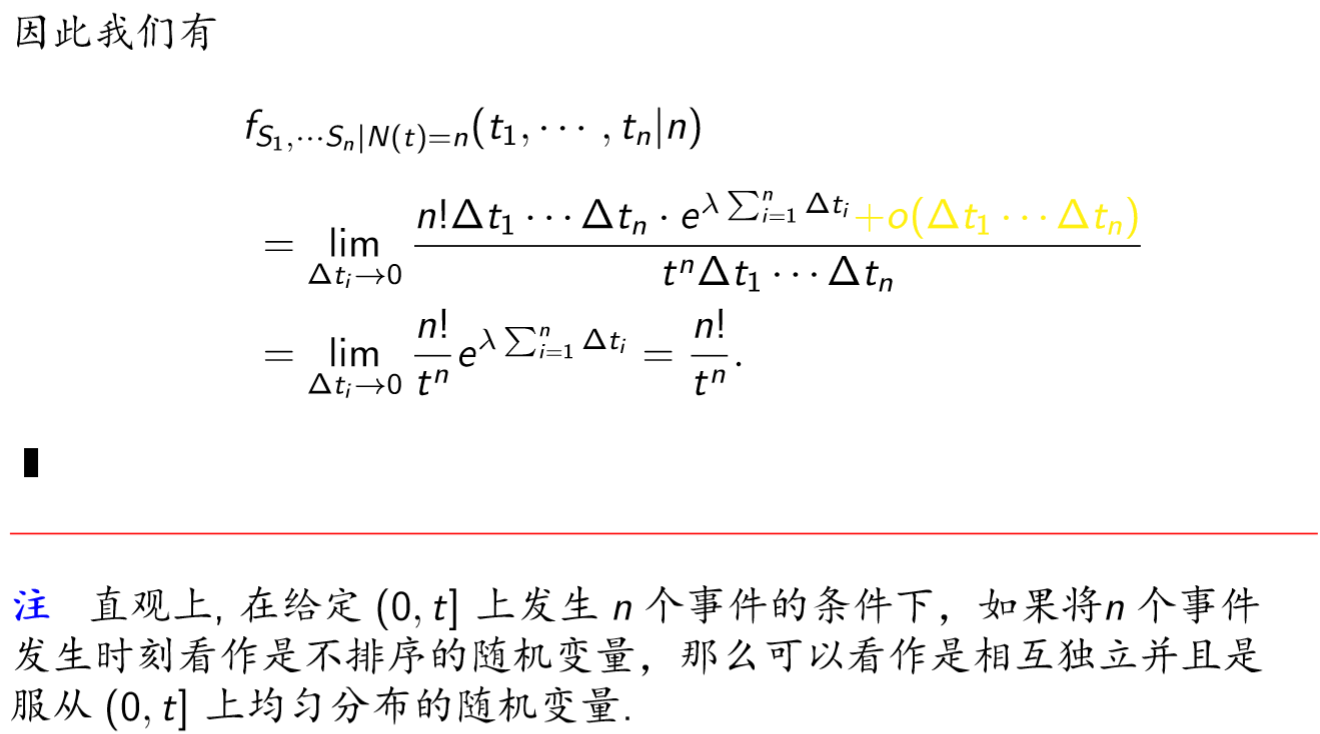 因此我们有
$f_{S_1,\cdots S_n|N(t)=n}(t_1,\cdots,t_n|n)$
$=\lim_{\Delta t_i\to 0}\frac{n!\Delta t_1\cdots\Delta t_n\cdot e^{\lambda\sum_{i=1}^{n}\Delta t_i}+o(\Delta t_1\cdots\Delta t_n)}{t^n\Delta t_1\cdots\Delta t_n}$
$=\lim_{\Delta t_i\to 0}\frac{n!}{t^n}e^{\lambda\sum_{i=1}^{n}\Delta t_i}=\frac{n!}{t^n}.$
注 直观上, 在给定 (0, t] 上发生 n 个事件的条件下，如果将n 个事件
发生时刻看作是不排序的随机变量，那么可以看作是相互独立并且是
服从 (0, t] 上均匀分布的随机变量.